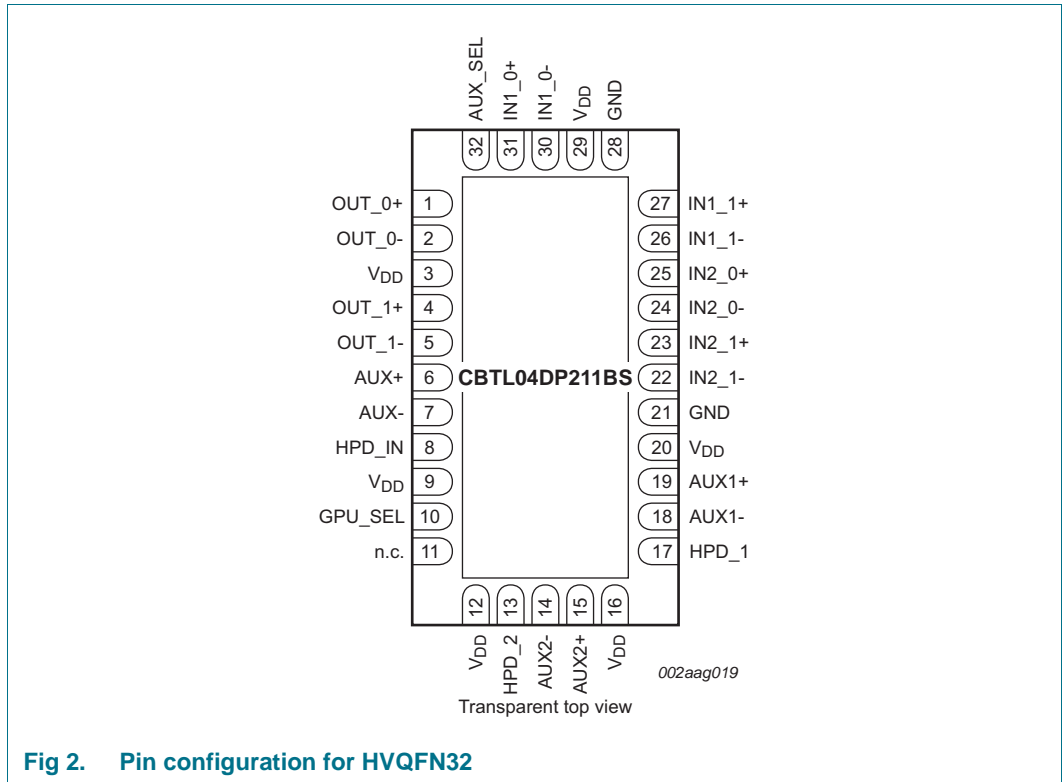 AUX_SEL
IN1_0+
IN1_0-
VDD
GND
32
31
30
29
28
OUT_0+ 1 27 IN1_1+
OUT_0- 2 26 IN1_1-
VDD 3 25 IN2_0+
OUT_1+ 4 24 IN2_0-
OUT_1- 5 23 IN2_1+
AUX+ 6 CBTL04DP211BS 22 IN2_1-
AUX- 7 21 GND
HPD_IN 8 20 VDD
VDD 9 19 AUX1+
GPU_SEL 10 18 AUX1-
n.c. 11 17 HPD_1
12
13
14
15
16
VDD
HPD_2
AUX2-
AUX2+
VDD
002aag019
Transparent top view
Fig 2. Pin configuration for HVQFN32